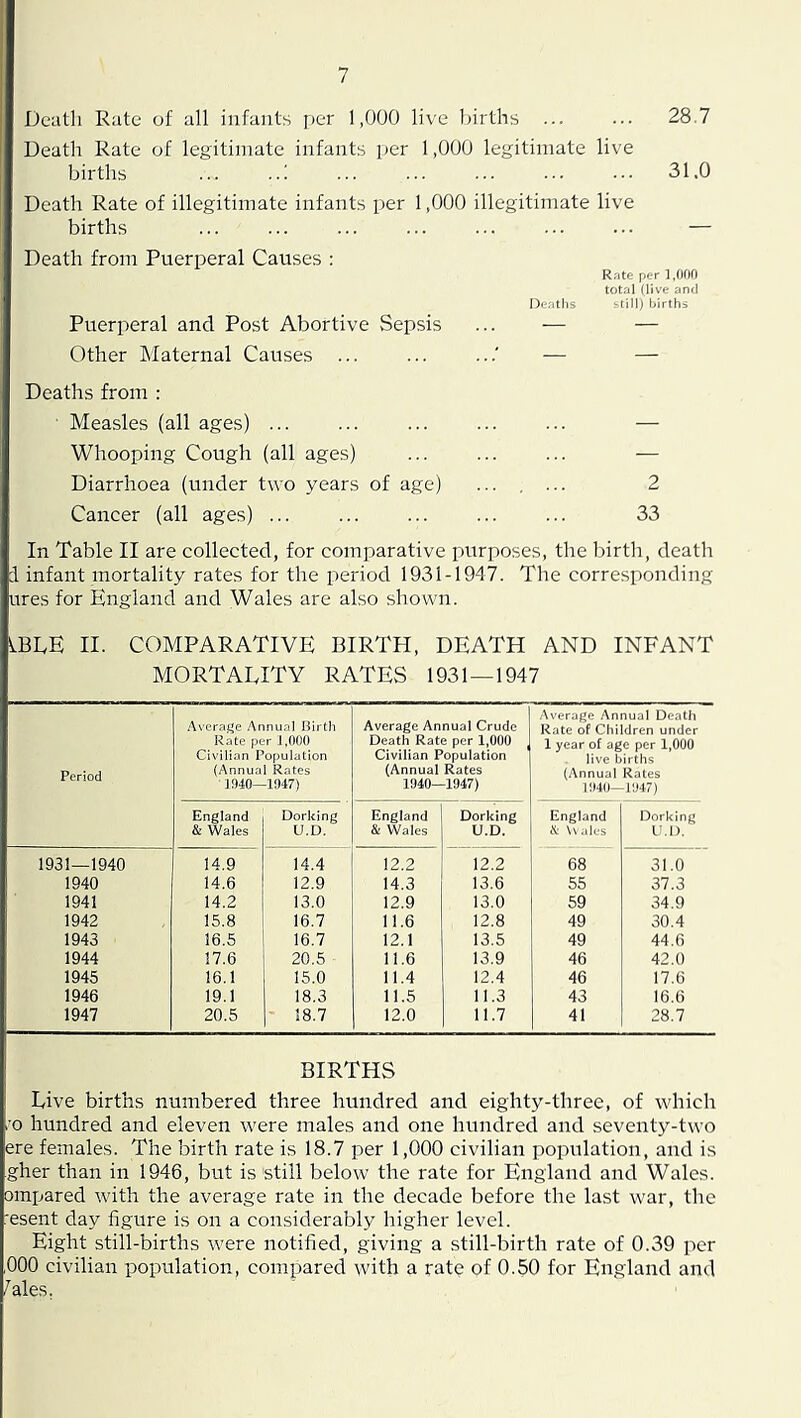 7
Death Rate of all infants per 1,000 live births ... ... 28.7
Death Rate of legitimate infants per 1,000 legitimate live
births ... ... ... ... ... ... ... 31.0
Death Rate of illegitimate infants per 1,000 illegitimate live
births ... ... ... ... ... ... ... —
Death from Puerperal Causes :
Rate per 1,000
total (live and
Deaths still) births
Puerperal and Post Abortive Sepsis ... — —
Other Maternal Causes ... ... ... — —
Deaths from :
Measles (all ages) ... ... ... ... ... —
Whooping Cough (all ages) ... ... ... —
Diarrhoea (under two years of age) ... , ... 2
Cancer (all ages) ... ... ... ... ... 33
In Table II are collected, for comparative purposes, the birth, death
d infant mortality rates for the period 1931-1947. The corresponding
ures for England and Wales are also shown.
BLE II. COMPARATIVE BIRTH, DEATH AND INFANT
MORTALITY RATES 1931—1947
Period | Average Annual Birth Rate per 1,000 Civilian Population (Annual Rates 1940—1947) | Average Annual Crude Death Rate per 1,000 Civilian Population (Annual Rates 1940—1947) | Average Annual Death Rate of Children under 1 year of age per 1,000 live births (Annual Rates 1940—1947)
England & Wales | Dorking U.D. | England & Wales | Dorking U.D. | England & Wales | Dorking U.D.
1931—1940 | 14.9 | 14.4 | 12.2 | 12.2 | 68 | 31.0
1940 | 14.6 | 12.9 | 14.3 | 13.6 | 55 | 37.3
1941 | 14.2 | 13.0 | 12.9 | 13.0 | 59 | 34.9
1942 | 15.8 | 16.7 | 11.6 | 12.8 | 49 | 30.4
1943 | 16.5 | 16.7 | 12.1 | 13.5 | 49 | 44.6
1944 | 17.6 | 20.5 | 11.6 | 13.9 | 46 | 42.0
1945 | 16.1 | 15.0 | 11.4 | 12.4 | 46 | 17.6
1946 | 19.1 | 18.3 | 11.5 | 11.3 | 43 | 16.6
1947 | 20.5 | 18.7 | 12.0 | 11.7 | 41 | 28.7
BIRTHS
Live births numbered three hundred and eighty-three, of which
o hundred and eleven were males and one hundred and seventy-two
ere females. The birth rate is 18.7 per 1,000 civilian population, and is
gher than in 1946, but is still below the rate for England and Wales.
ompared with the average rate in the decade before the last war, the
esent day figure is on a considerably higher level.
Eight still-births were notified, giving a still-birth rate of 0.39 per
,000 civilian population, compared with a rate of 0.50 for England and
ales.